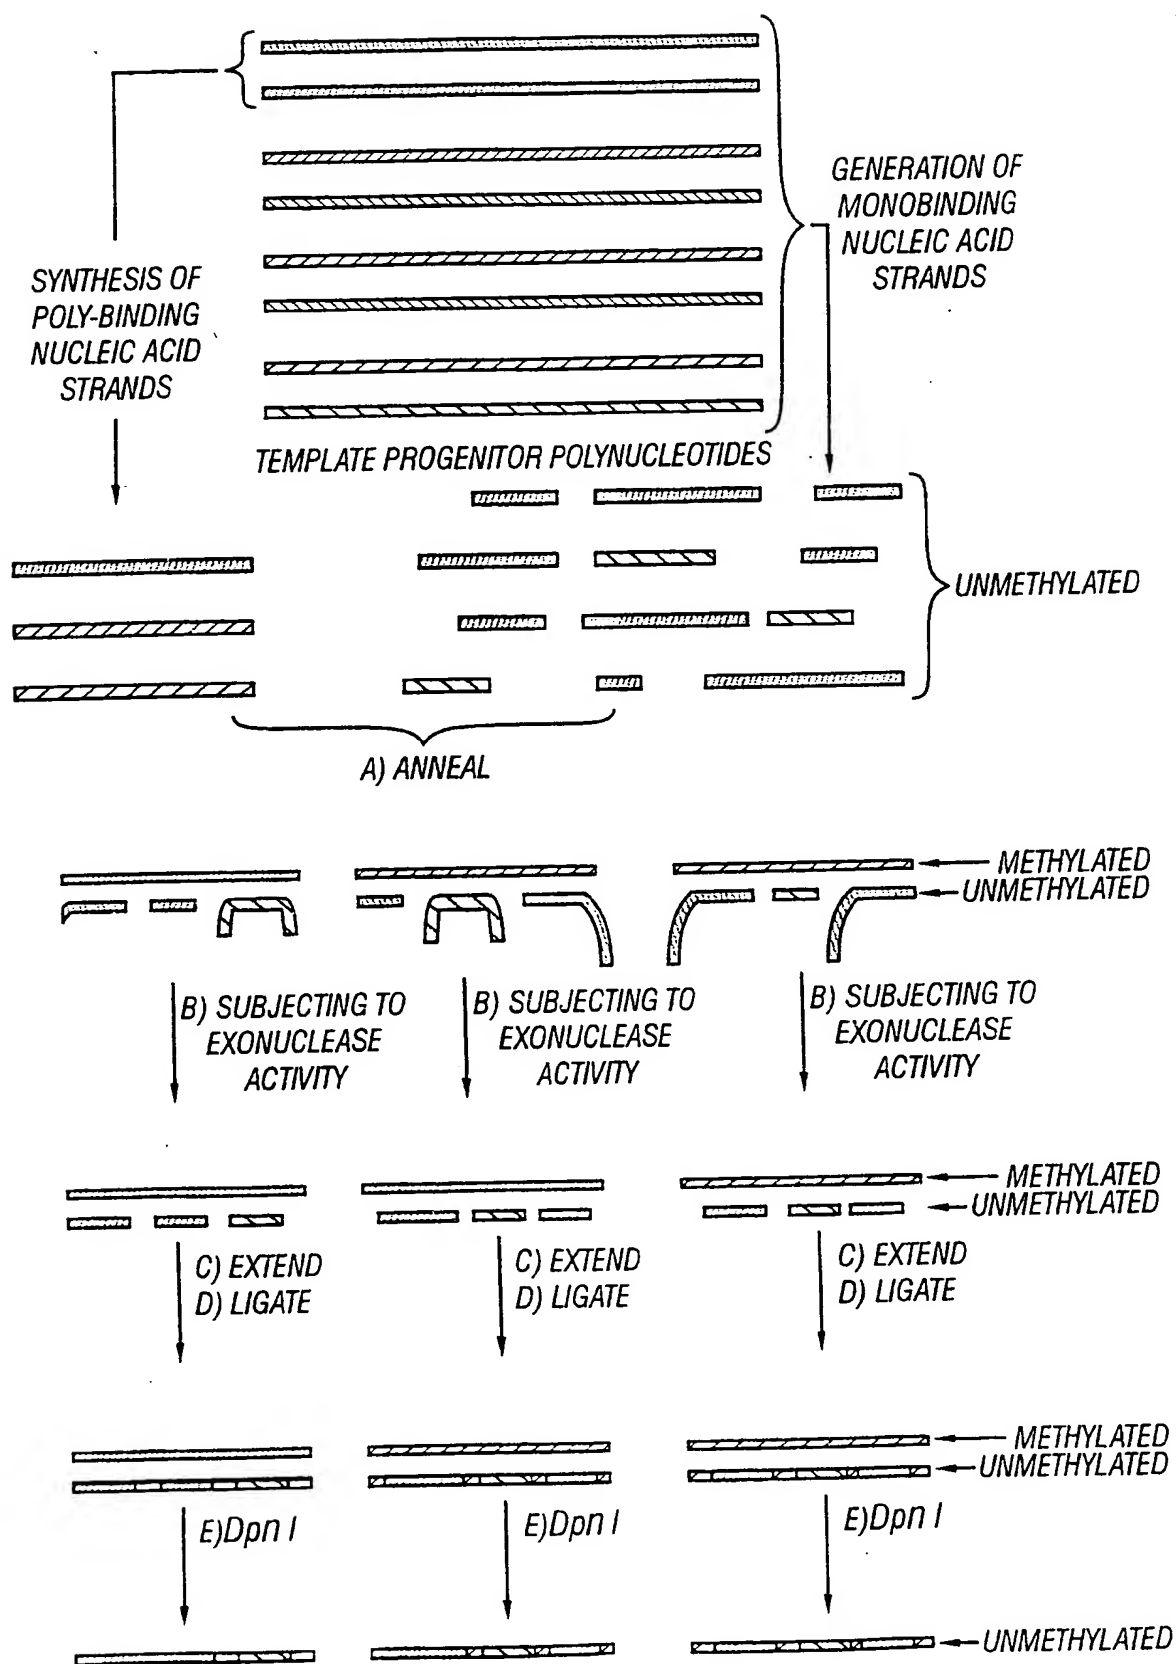 GENERATION OF
MONOBINDING
NUCLEIC ACID
STRANDS
SYNTHESIS OF
POLY-BINDING
NUCLEIC ACID
STRANDS
TEMPLATE PROGENITOR POLYNUCLEOTIDES
UNMETHYLATED
A) ANNEAL
METHYLATED
UNMETHYLATED
B) SUBJECTING TO
EXONUCLEASE
ACTIVITY
B) SUBJECTING TO
EXONUCLEASE
ACTIVITY
B) SUBJECTING TO
EXONUCLEASE
ACTIVITY
METHYLATED
UNMETHYLATED
C) EXTEND
D) LIGATE
C) EXTEND
D) LIGATE
C) EXTEND
D) LIGATE
METHYLATED
UNMETHYLATED
E)Dpn I
E)Dpn I
E)Dpn I
UNMETHYLATED